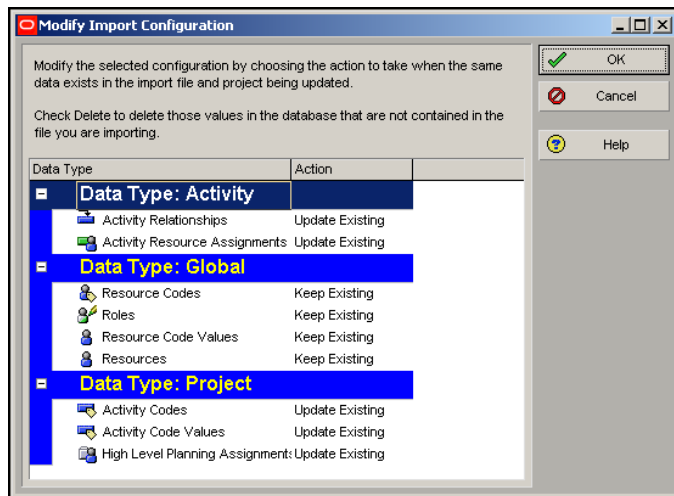 Modify Import Configuration
Modify the selected configuration by choosing the action to take when the same
data exists in the import file and project being updated.
Check Delete to delete those values in the database that are not contained in the
file you are importing.
OK
Cancel
Help
Data Type Action
Data Type: Activity
Activity Relationships Update Existing
Activity Resource Assignments Update Existing
Data Type: Global
Resource Codes Keep Existing
Roles Keep Existing
Resource Code Values Keep Existing
Resources Keep Existing
Data Type: Project
Activity Codes Update Existing
Activity Code Values Update Existing
High Level Planning Assignment: Update Existing